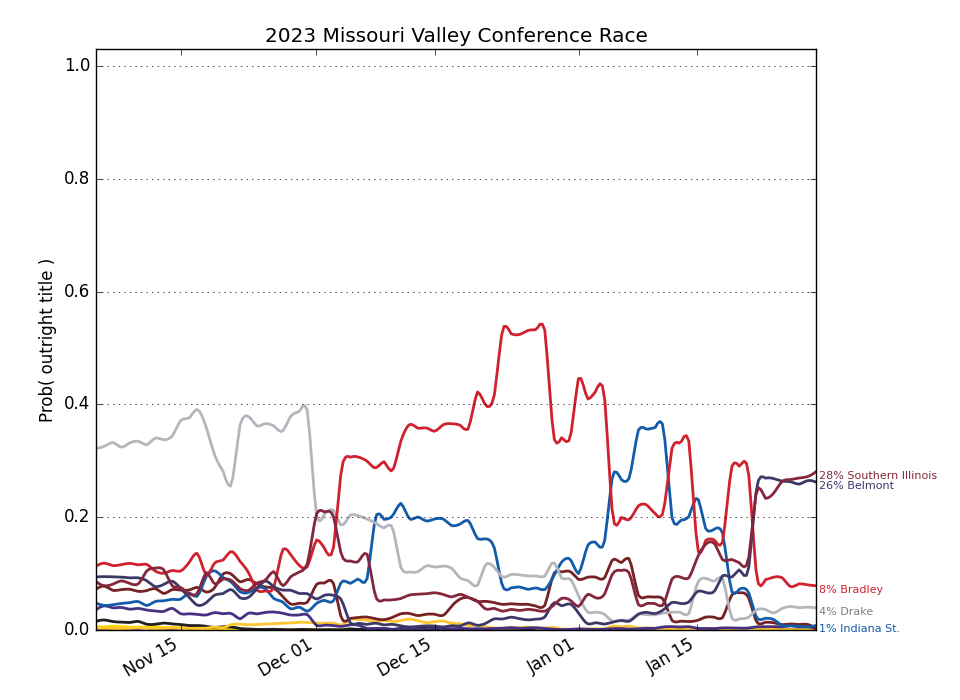 2023 Missouri Valley Conference Race
Prob( outright title )
1.0
0.8
0.6
0.4
0.2
0.0
28% Southern Illinois
26% Belmont
8% Bradley
4% Drake
1% Indiana St.
Nov 15
Dec 01
Dec 15
Jan 01
Jan 15